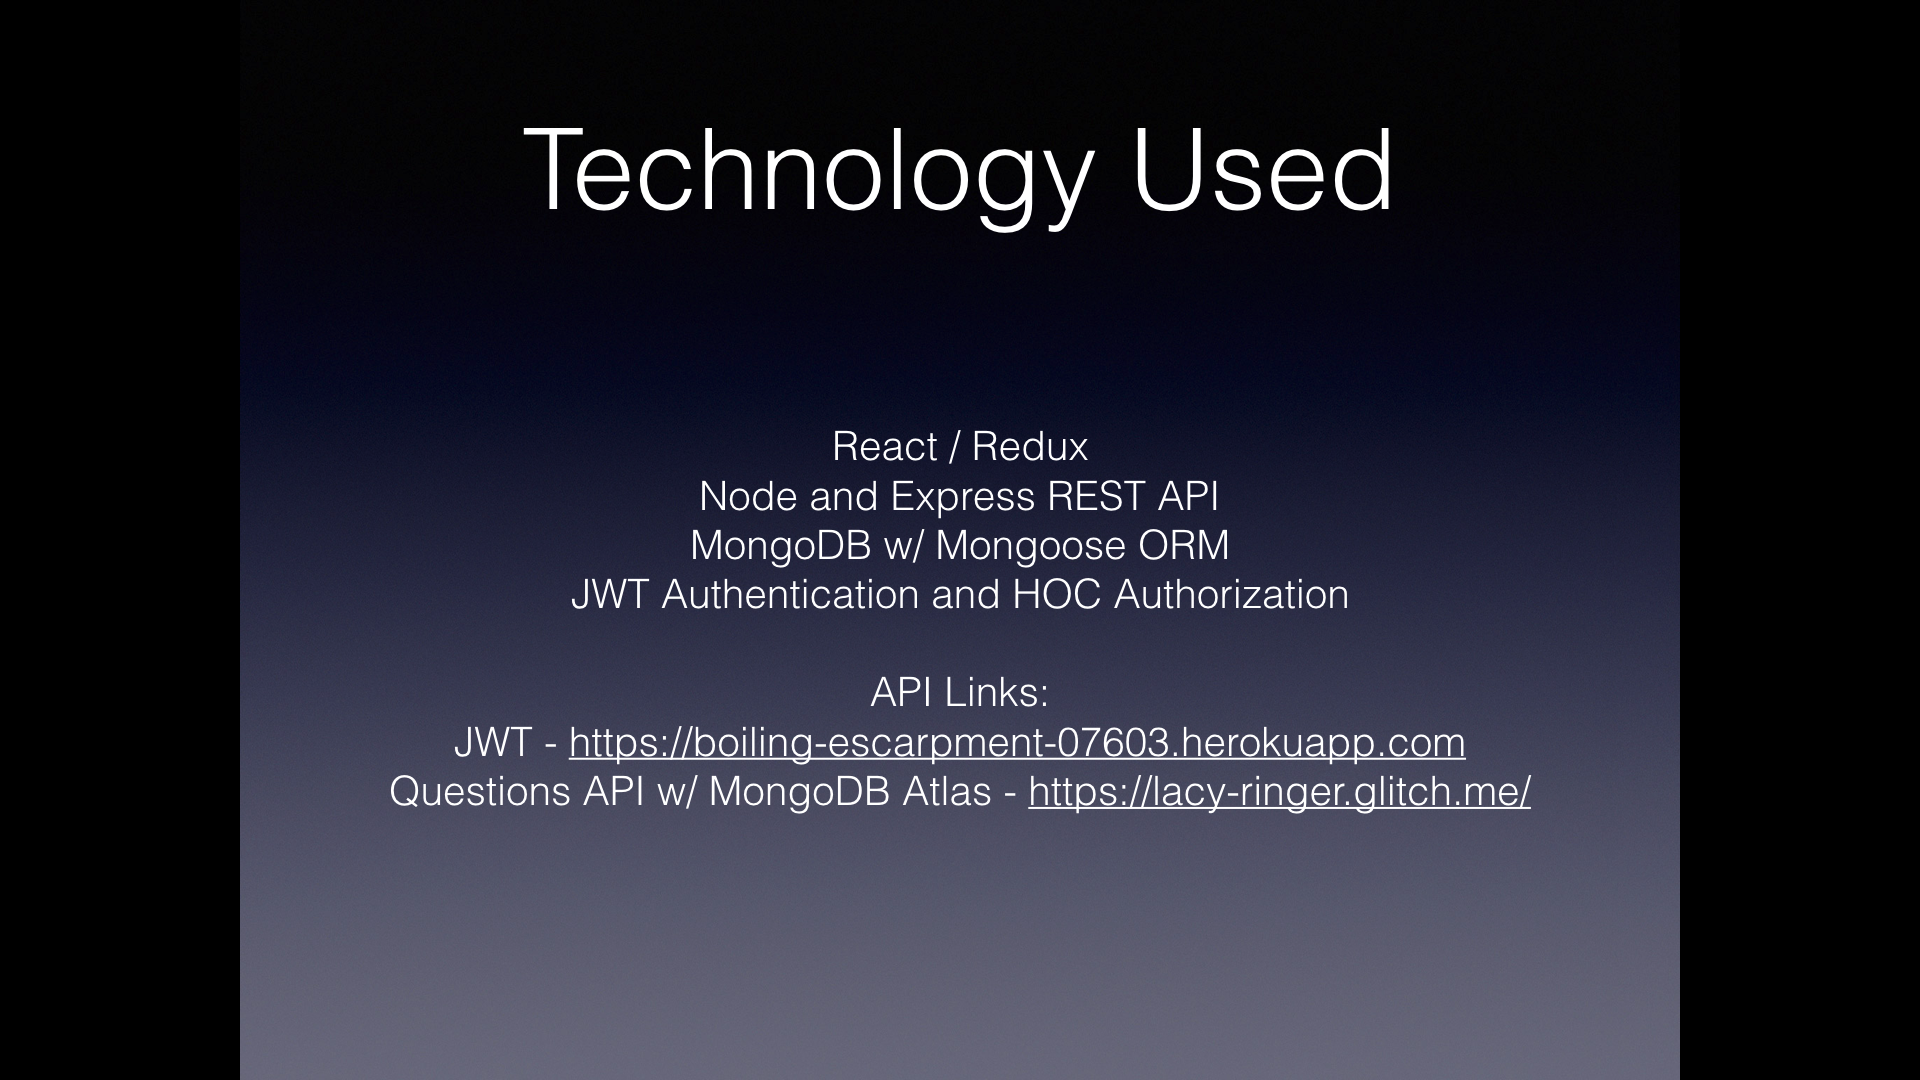 Technology Used
React / Redux
Node and Express REST API
MongoDB w/ Mongoose ORM
JWT Authentication and HOC Authorization
API Links:
JWT - https://boiling-escarpment-07603.herokuapp.com
Questions API w/ MongoDB Atlas - https://lacy-ringer.glitch.me/